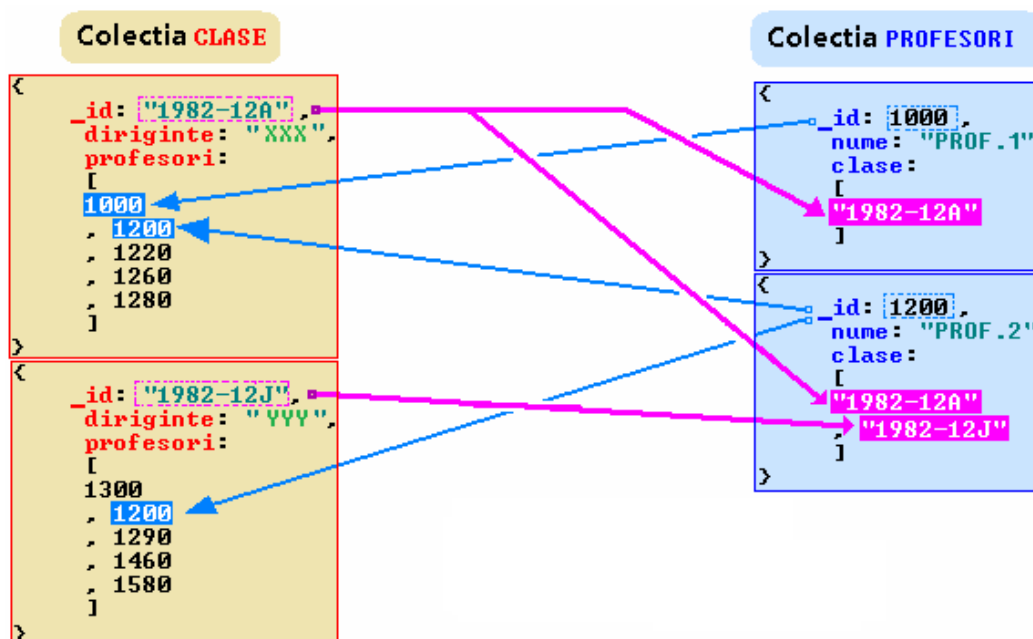 Colectia CLASE
{
_id: "1982-12A",
diriginte: "XXX",
profesori:
[
1000
, 1200
, 1220
, 1260
, 1280
]
}
{
_id: "1982-12J",
diriginte: "YYY",
profesori:
[
1300
, 1200
, 1290
, 1460
, 1580
]
}
Colectia PROFESORI
{
_id: 1000,
nume: "PROF.1"
clase:
[
"1982-12A"
]
}
{
_id: 1200,
nume: "PROF.2"
clase:
[
"1982-12A"
, "1982-12J"
]
}